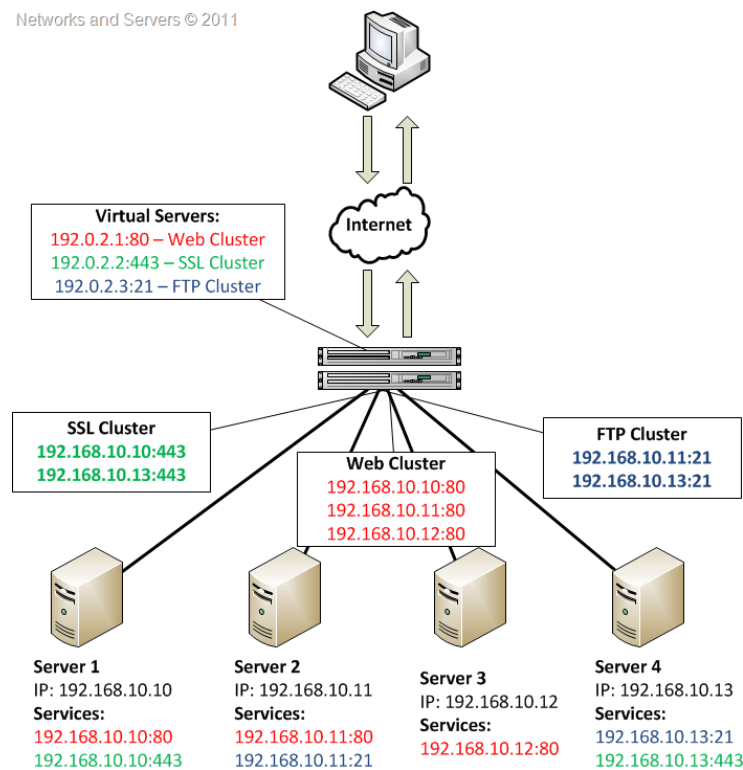 Networks and Servers © 2011
Internet
Virtual Servers:
192.0.2.1:80 – Web Cluster
192.0.2.2:443 – SSL Cluster
192.0.2.3:21 – FTP Cluster
SSL Cluster
192.168.10.10:443
192.168.10.13:443
Web Cluster
192.168.10.10:80
192.168.10.11:80
192.168.10.12:80
FTP Cluster
192.168.10.11:21
192.168.10.13:21
Server 1
IP: 192.168.10.10
Services:
192.168.10.10:80
192.168.10.10:443
Server 2
IP: 192.168.10.11
Services:
192.168.10.11:80
192.168.10.11:21
Server 3
IP: 192.168.10.12
Services:
192.168.10.12:80
Server 4
IP: 192.168.10.13
Services:
192.168.10.13:21
192.168.10.13:443